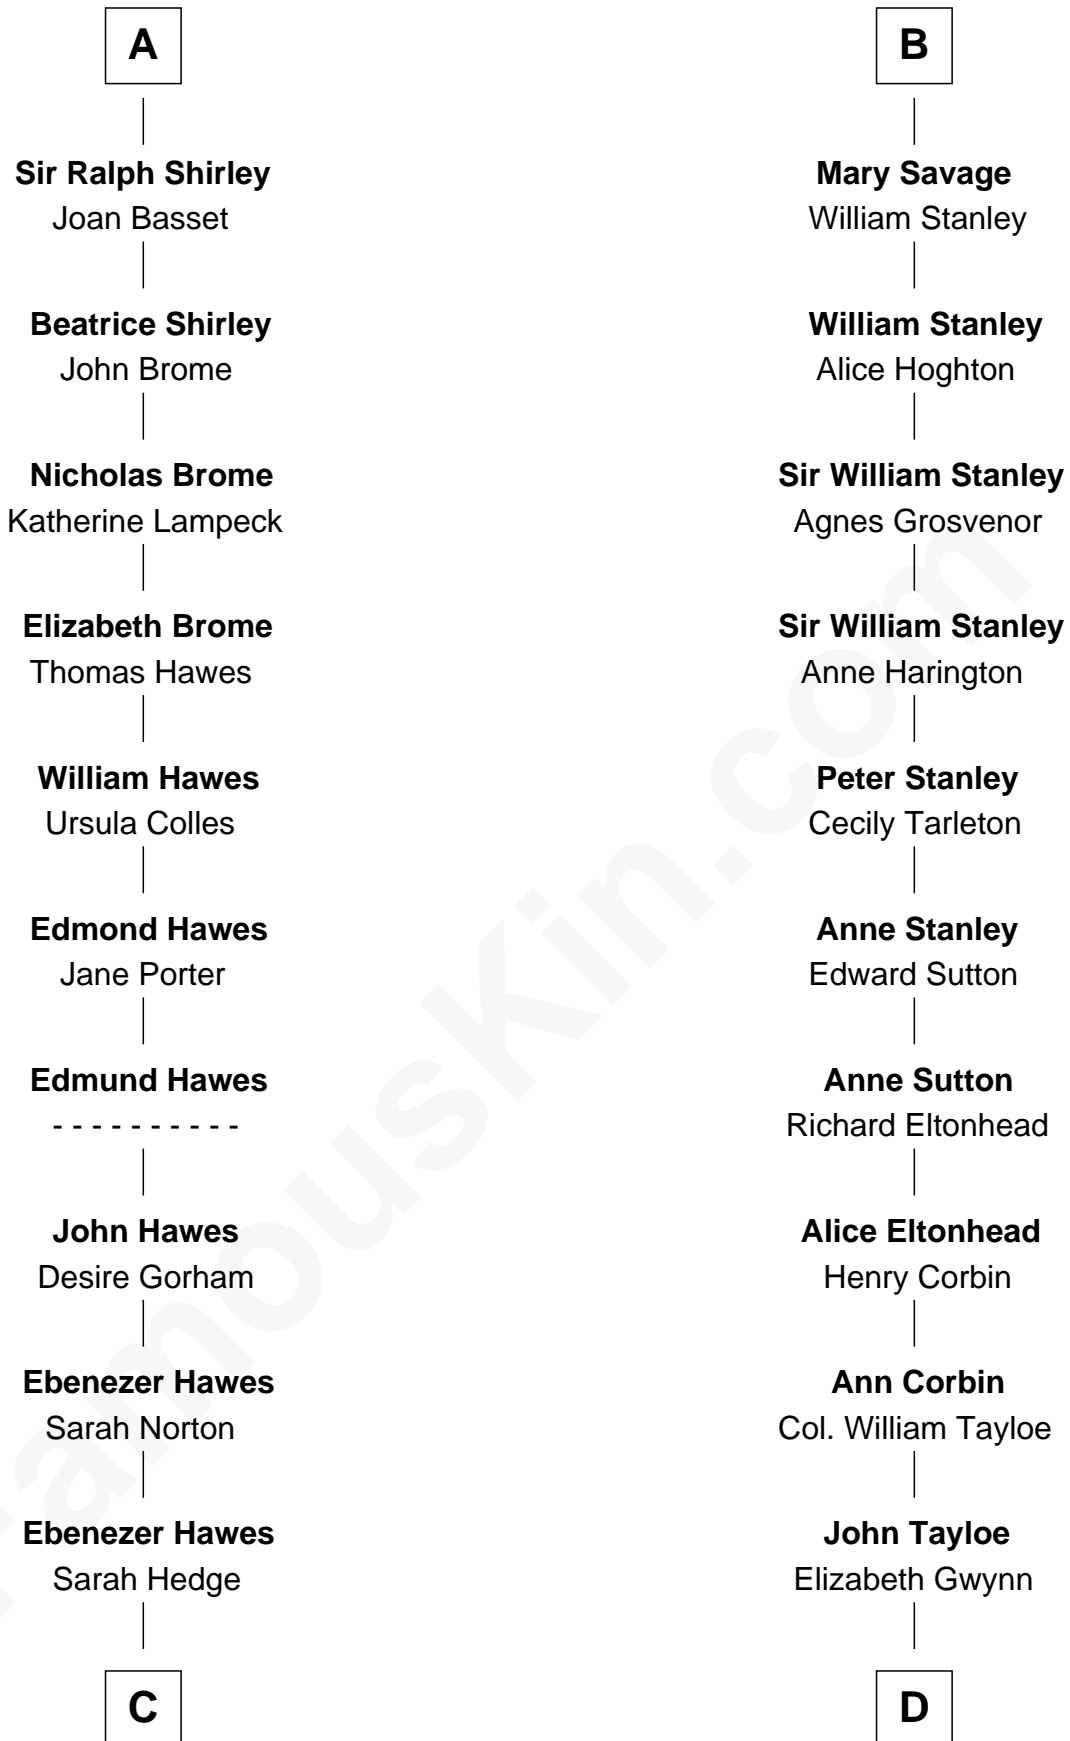 A
Sir Ralph Shirley
Joan Basset
Beatrice Shirley
John Brome
Nicholas Brome
Katherine Lampeck
Elizabeth Brome
Thomas Hawes
William Hawes
Ursula Colles
Edmond Hawes
Jane Porter
Edmund Hawes
- - - - - - - - - -
John Hawes
Desire Gorham
Ebenezer Hawes
Sarah Norton
Ebenezer Hawes
Sarah Hedge
C
B
Mary Savage
William Stanley
William Stanley
Alice Hoghton
Sir William Stanley
Agnes Grosvenor
Sir William Stanley
Anne Harington
Peter Stanley
Cecily Tarleton
Anne Stanley
Edward Sutton
Anne Sutton
Richard Eltonhead
Alice Eltonhead
Henry Corbin
Ann Corbin
Col. William Tayloe
John Tayloe
Elizabeth Gwynn
D
FamousKin.com